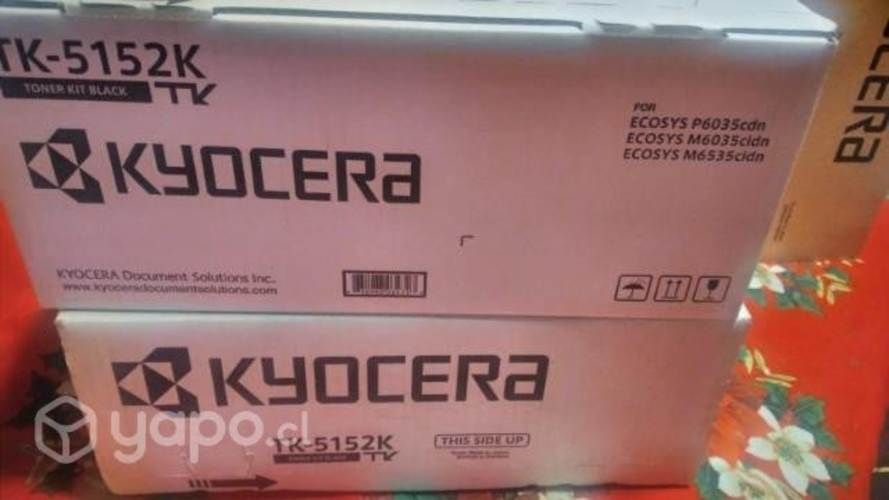 TK-5152K
TONER KIT BLACK
TK
KYOCERA
FOR
ECOSYS P6035cdn
ECOSYS M6035cidn
ECOSYS M6535cidn
KYOCERA Document Solutions Inc.
www.kyoceradocumentsolutions.com
CERA
KYOCERA
TK-5152K
TK
THIS SIDE UP
yapo.cl